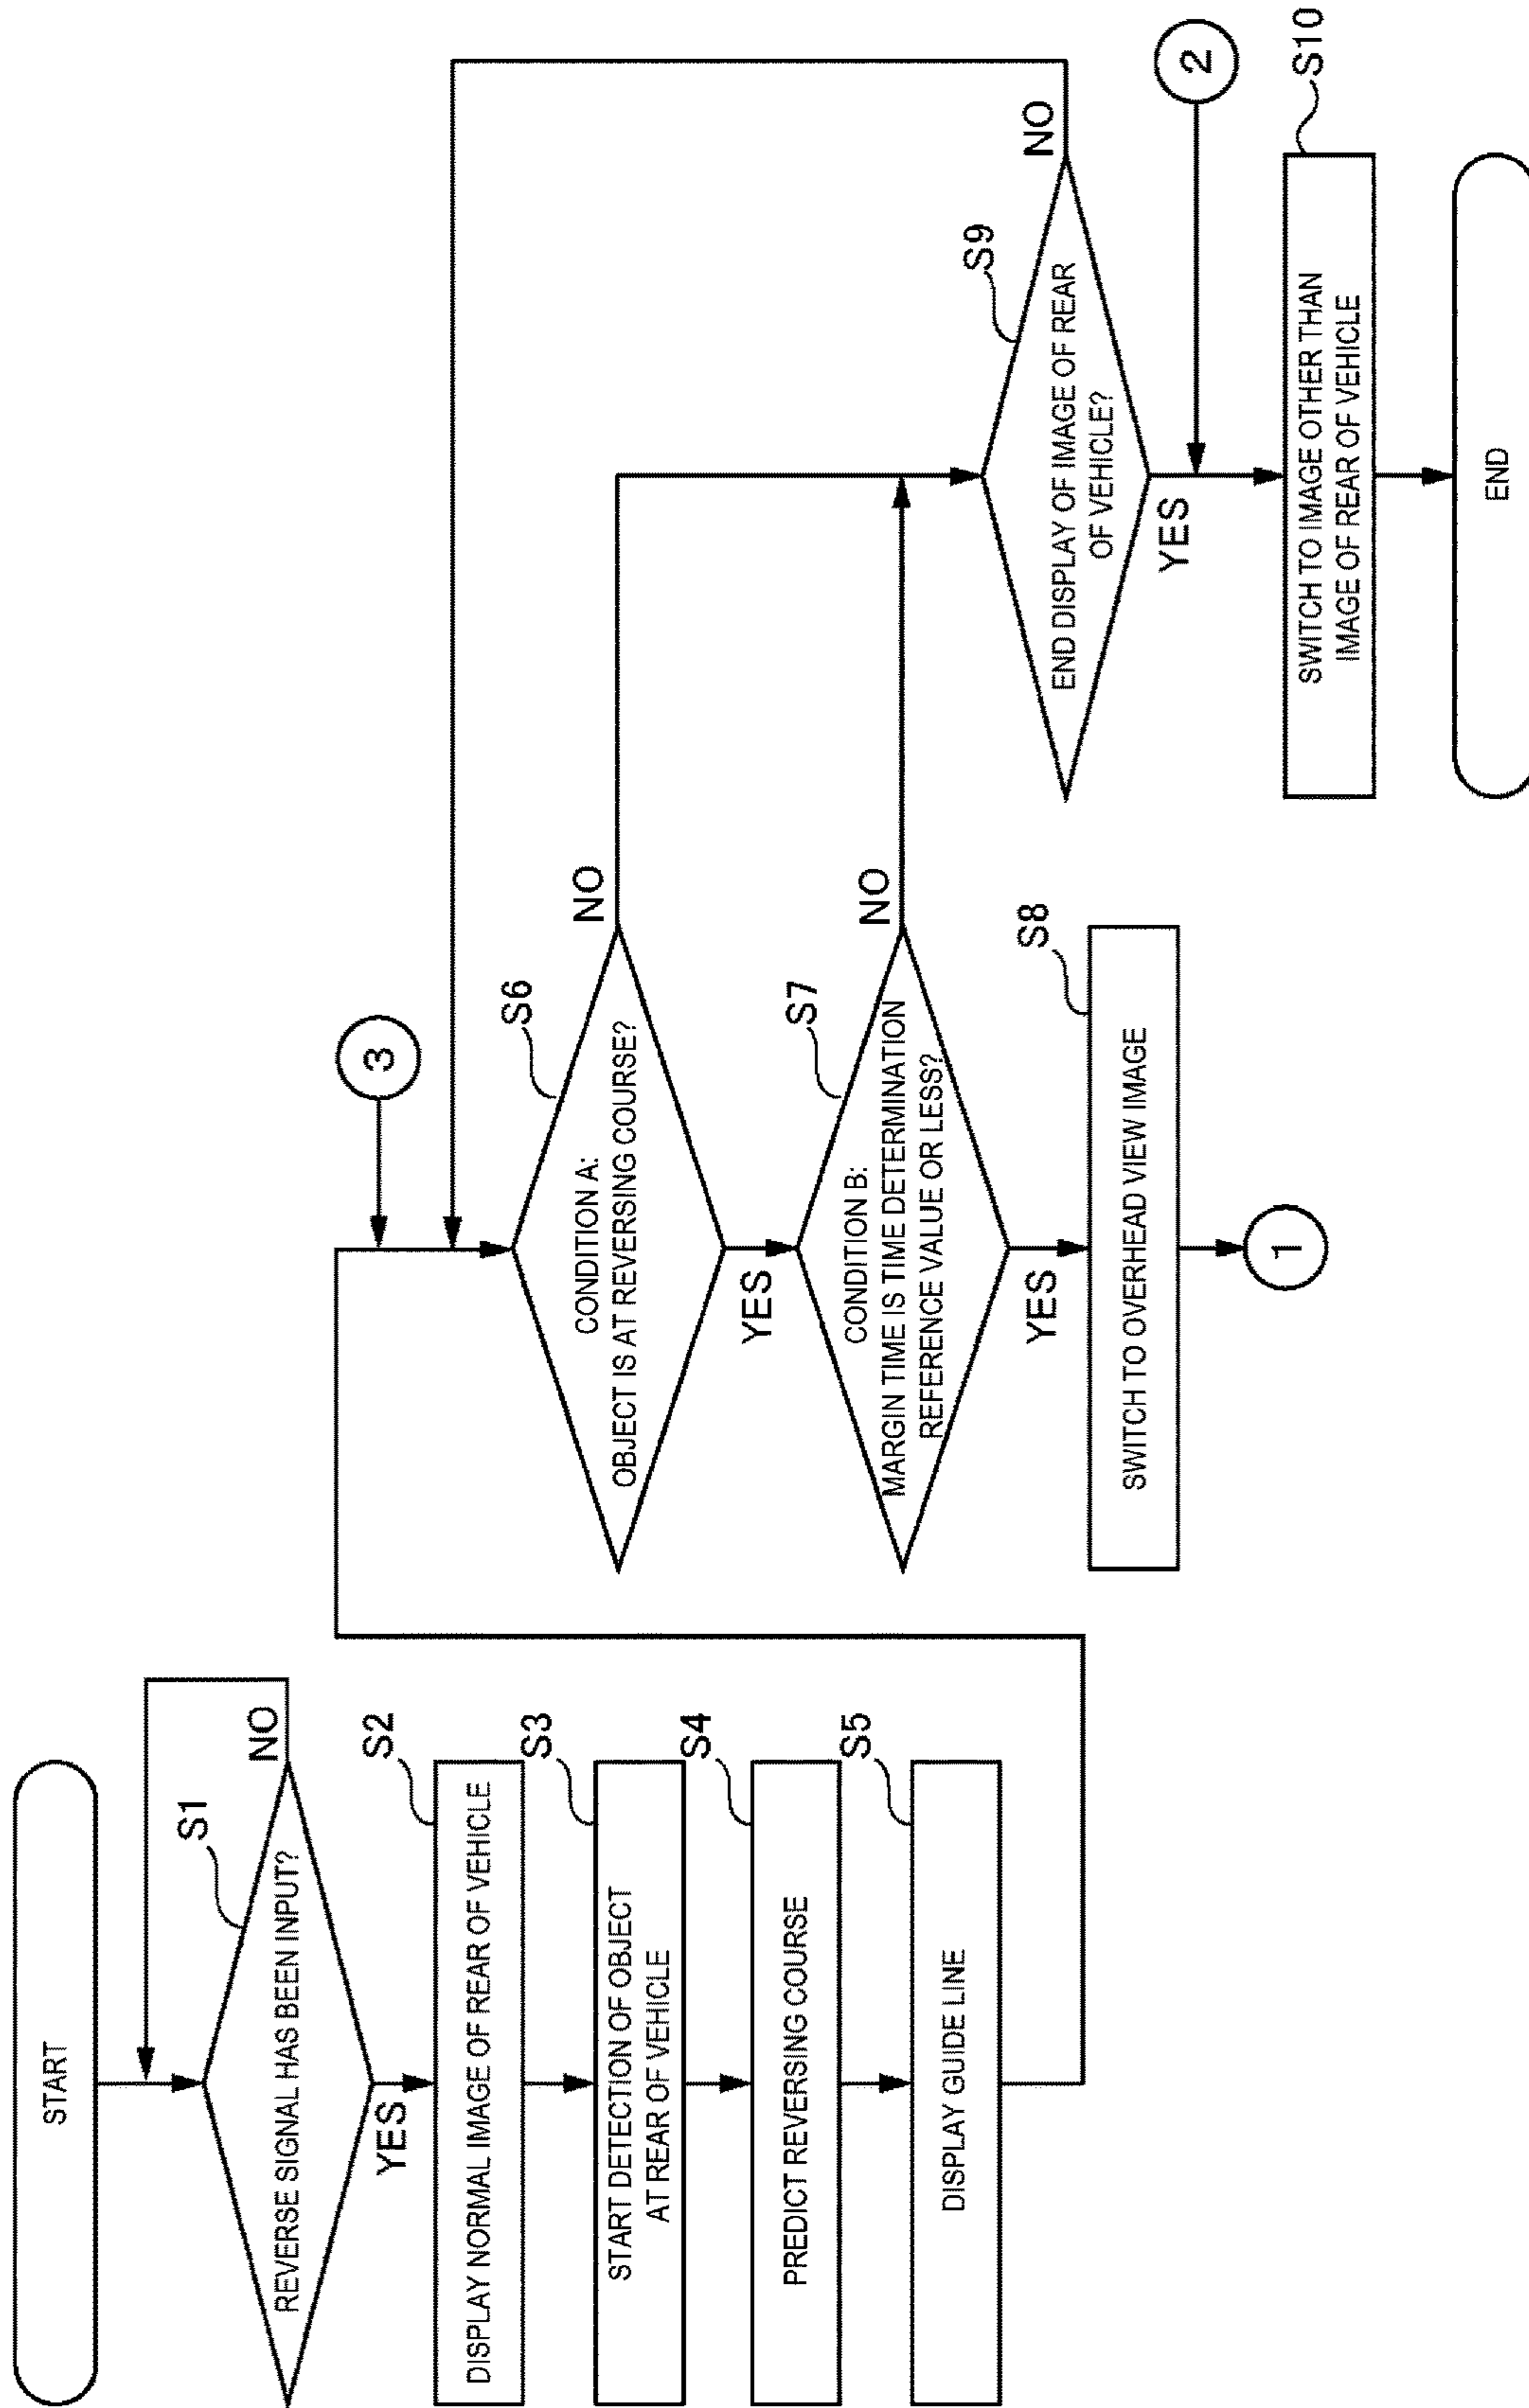 START
S1
REVERSE SIGNAL HAS BEEN INPUT?
NO
YES
S2
DISPLAY NORMAL IMAGE OF REAR OF VEHICLE
S3
START DETECTION OF OBJECT
AT REAR OF VEHICLE
S4
PREDICT REVERSING COURSE
S5
DISPLAY GUIDE LINE
3
S6
CONDITION A:
OBJECT IS AT REVERSING COURSE?
NO
YES
S7
CONDITION B:
MARGIN TIME IS TIME DETERMINATION
REFERENCE VALUE OR LESS?
NO
YES
S8
SWITCH TO OVERHEAD VIEW IMAGE
1
S9
END DISPLAY OF IMAGE OF REAR
OF VEHICLE?
NO
YES
2
S10
SWITCH TO IMAGE OTHER THAN
IMAGE OF REAR OF VEHICLE
END